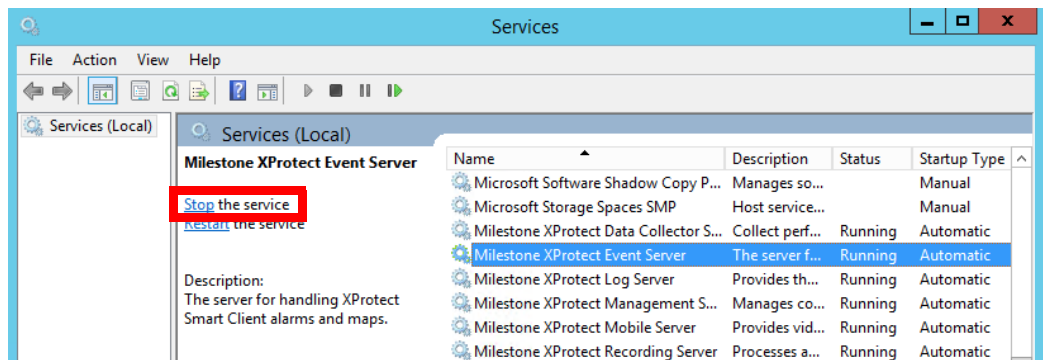 Services
File Action View Help
Services (Local)
Services (Local)
Milestone XProtect Event Server
Stop the service
Restart the service
Description:
The server for handling XProtect
Smart Client alarms and maps.
Name Description Status Startup Type
Microsoft Software Shadow Copy P... Manages so... Manual
Microsoft Storage Spaces SMP Host service... Manual
Milestone XProtect Data Collector S... Collect perf... Running Automatic
Milestone XProtect Event Server The server f... Running Automatic
Milestone XProtect Log Server Provides th... Running Automatic
Milestone XProtect Management S... Manages co... Running Automatic
Milestone XProtect Mobile Server Provides vid... Running Automatic
Milestone XProtect Recording Server Processes a... Running Automatic